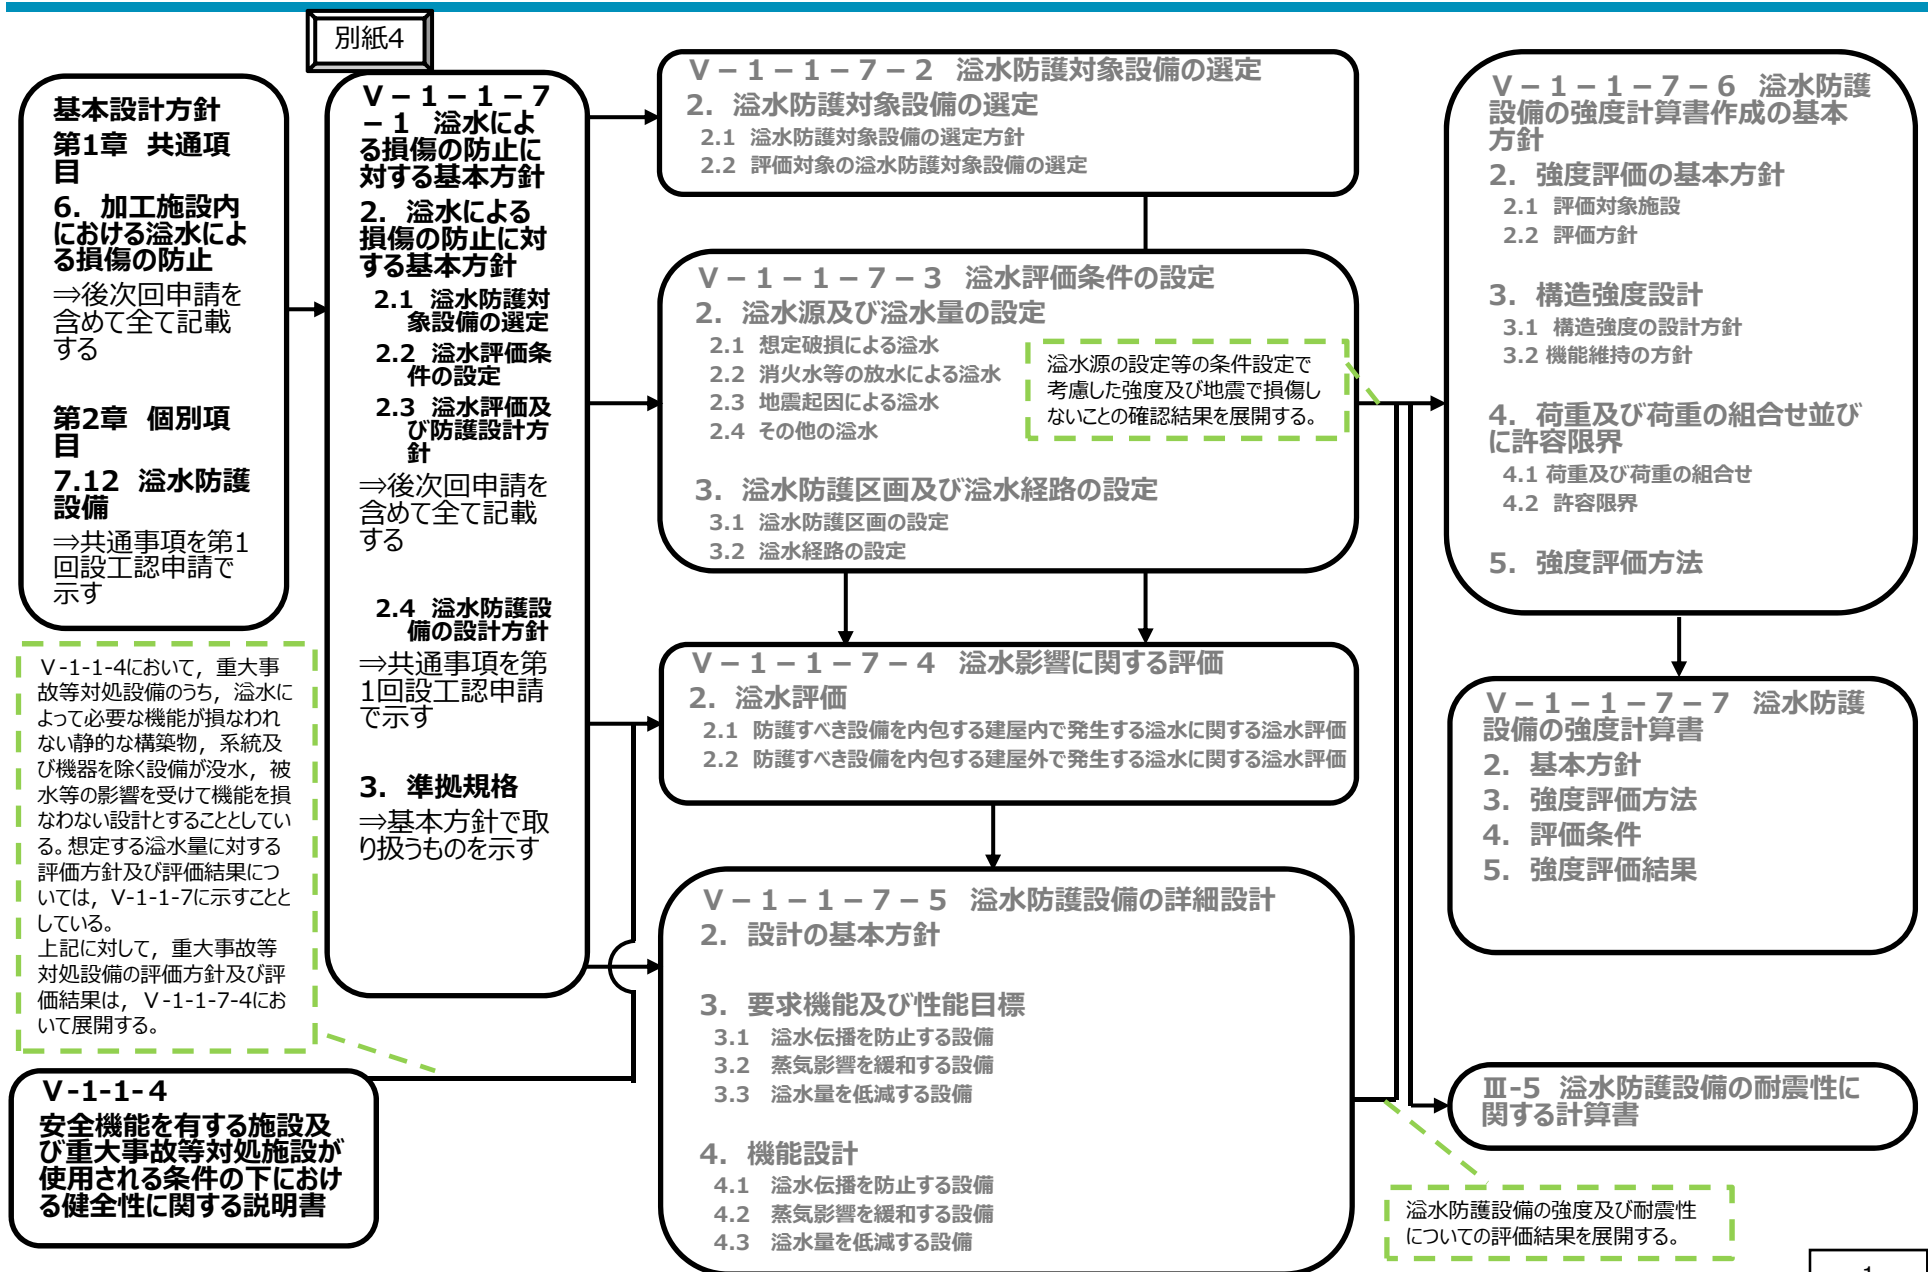 別紙4
基本設計方針
第1章 共通項
目
6. 加工施設内
における溢水によ
る損傷の防止
⇒後次回申請を
含めて全て記載
する
第2章 個別項
目
7.12 溢水防護
設備
⇒共通事項を第1
回設工認申請で
示す
Ⅴ-1-1-4において，重大事
故等対処設備のうち，溢水に
よって必要な機能が損なわれ
ない静的な構築物，系統及
び機器を除く設備が没水，被
水等の影響を受けて機能を損
なわない設計とすることとしてい
る。想定する溢水量に対する
評価方針及び評価結果につ
いては，Ⅴ-1-1-7に示すことと
している。
上記に対して，重大事故等
対処設備の評価方針及び評
価結果は，Ⅴ-1-1-7-4にお
いて展開する。
Ⅴ-1-1-４
安全機能を有する施設及
び重大事故等対処施設が
使用される条件の下におけ
る健全性に関する説明書
Ⅴ－１－１－７
－１ 溢水によ
る損傷の防止に
対する基本方針
2. 溢水による
損傷の防止に対
する基本方針
2.1 溢水防護対
象設備の選定
2.2 溢水評価条
件の設定
2.3 溢水評価及
び防護設計方
針
⇒後次回申請を
含めて全て記載
する
2.4 溢水防護設
備の設計方針
⇒共通事項を第
1回設工認申請
で示す
3. 準拠規格
⇒基本方針で取
り扱うものを示す
Ⅴ－１－１－７－２ 溢水防護対象設備の選定
2. 溢水防護対象設備の選定
2.1 溢水防護対象設備の選定方針
2.2 評価対象の溢水防護対象設備の選定
Ⅴ－１－１－７－３ 溢水評価条件の設定
2. 溢水源及び溢水量の設定
2.1 想定破損による溢水
2.2 消火水等の放水による溢水
2.3 地震起因による溢水
2.4 その他の溢水
溢水源の設定等の条件設定で
考慮した強度及び地震で損傷し
ないことの確認結果を展開する。
3. 溢水防護区画及び溢水経路の設定
3.1 溢水防護区画の設定
3.2 溢水経路の設定
Ⅴ－１－１－７－４ 溢水影響に関する評価
2. 溢水評価
2.1 防護すべき設備を内包する建屋内で発生する溢水に関する溢水評価
2.2 防護すべき設備を内包する建屋外で発生する溢水に関する溢水評価
Ⅴ－１－１－７－５ 溢水防護設備の詳細設計
2. 設計の基本方針
3. 要求機能及び性能目標
3.1 溢水伝播を防止する設備
3.2 蒸気影響を緩和する設備
3.3 溢水量を低減する設備
4. 機能設計
4.1 溢水伝播を防止する設備
4.2 蒸気影響を緩和する設備
4.3 溢水量を低減する設備
Ⅴ－１－１－７－６ 溢水防護
設備の強度計算書作成の基本
方針
2. 強度評価の基本方針
2.1 評価対象施設
2.2 評価方針
3. 構造強度設計
3.1 構造強度の設計方針
3.2 機能維持の方針
4. 荷重及び荷重の組合せ並び
に許容限界
4.1 荷重及び荷重の組合せ
4.2 許容限界
5. 強度評価方法
Ⅴ－１－１－７－７ 溢水防護
設備の強度計算書
2. 基本方針
3. 強度評価方法
4. 評価条件
5. 強度評価結果
Ⅲ-5 溢水防護設備の耐震性に
関する計算書
溢水防護設備の強度及び耐震性
についての評価結果を展開する。
1